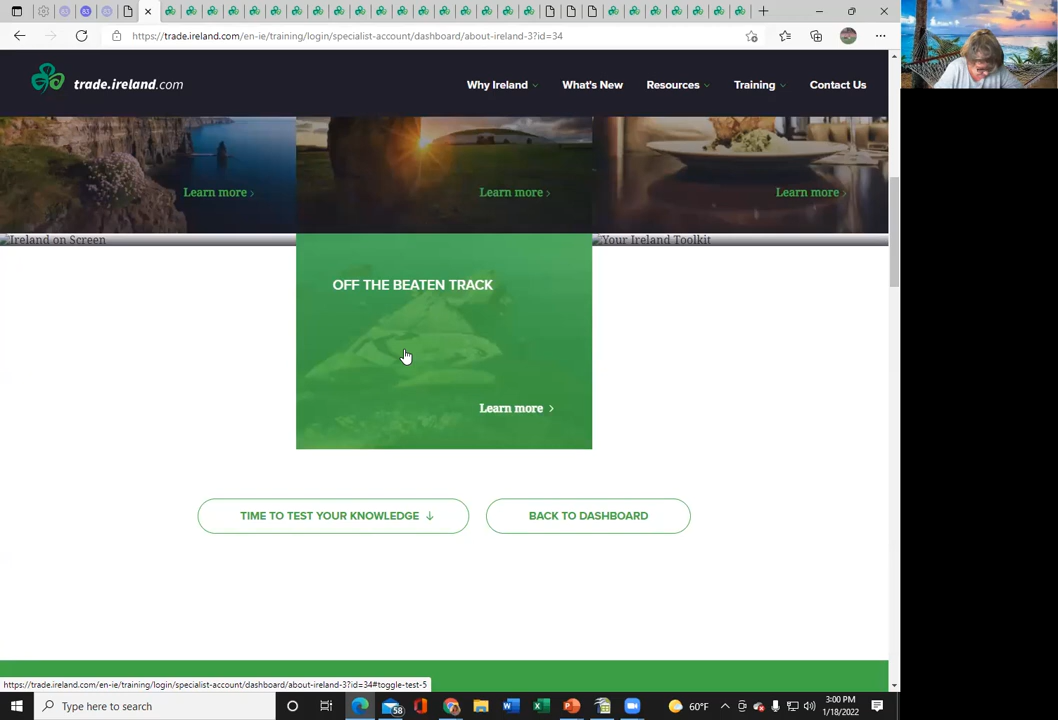 https://trade.ireland.com/en-ie/training/login/specialist-account/dashboard/about-ireland-3?id=34
trade.ireland.com
Why Ireland
What's New
Resources
Training
Contact Us
Learn more
Learn more
Learn more
Ireland on Screen
Your Ireland Toolkit
OFF THE BEATEN TRACK
Learn more
TIME TO TEST YOUR KNOWLEDGE
BACK TO DASHBOARD
https://trade.ireland.com/en-ie/training/login/specialist-account/dashboard/about-ireland-3?id=34#toggle-test-5
Type here to search
58
60°F
3:00 PM
1/18/2022